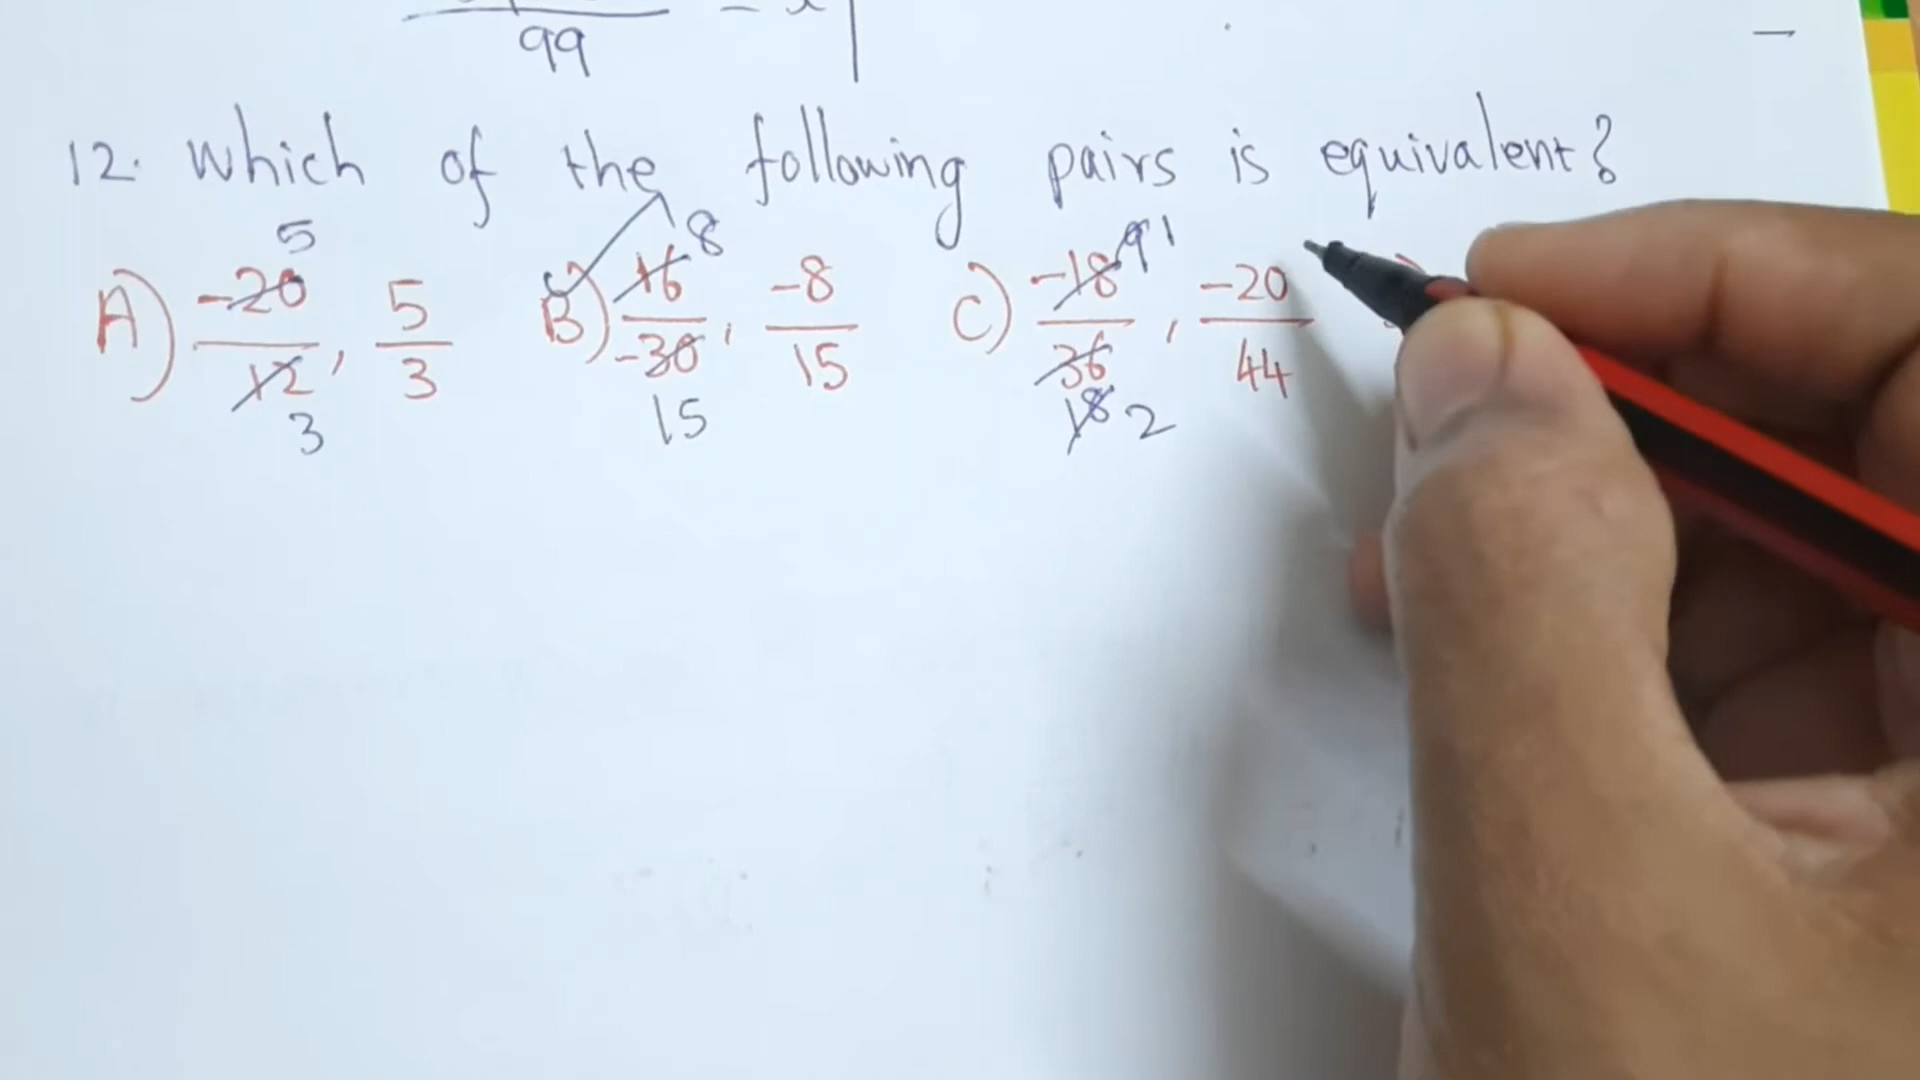 99
12. Which of the following pairs is equivalent?
5 8 9 1
A) -20/12, 5/3 B) 16/-30, -8/15 C) -18/36, -20/44
3 15 18 2